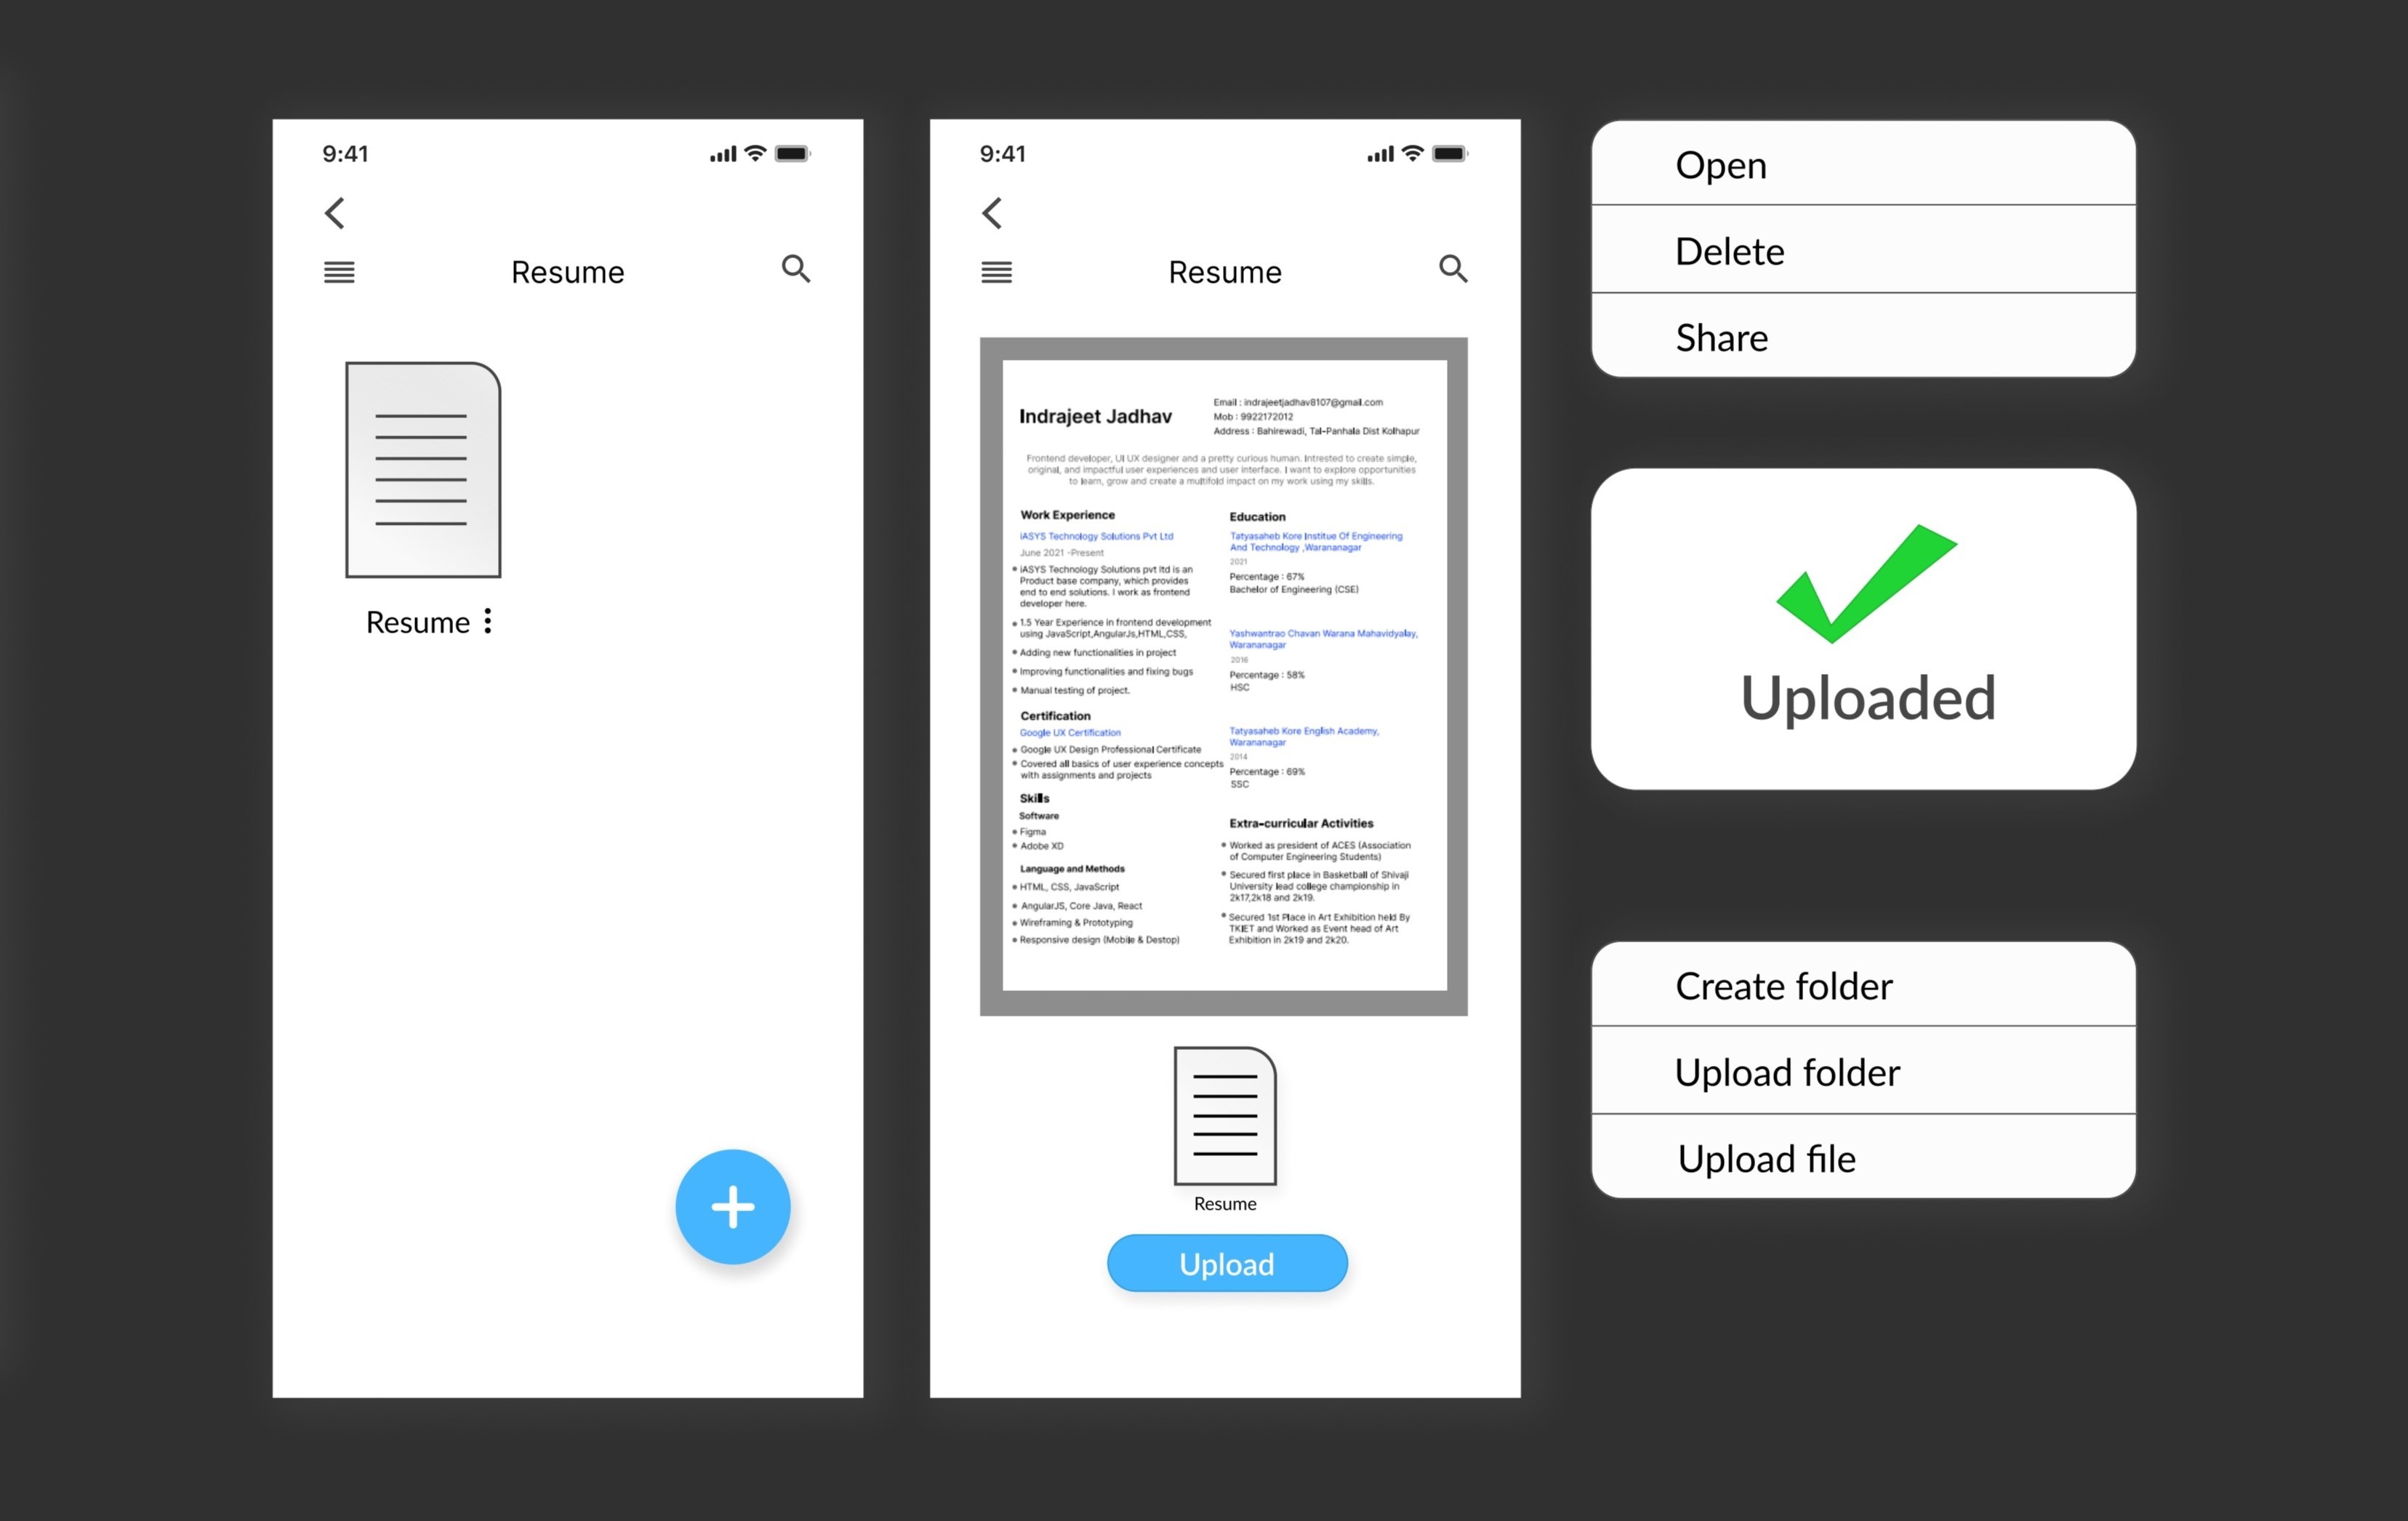 9:41
Resume
Resume
9:41
Resume
Indrajeet Jadhav
Email : indrajeetjadhav8107@gmail.com
Mob : 9922172012
Address : Bahirewadi, Tal-Panhala Dist Kolhapur
Frontend developer, UI UX designer and a pretty curious human. Intrested to create simple,
original, and impactful user experiences and user interface. I want to explore opportunities
to learn, grow and create a multifold impact on my work using my skills.
Work Experience
iASYS Technology Solutions Pvt Ltd
June 2021 -Present
iASYS Technology Solutions pvt ltd is an
Product base company, which provides
end to end solutions. I work as frontend
developer here.
1.5 Year Experience in frontend development
using JavaScript,AngularJs,HTML,CSS,
Adding new functionalities in project
Improving functionalities and fixing bugs
Manual testing of project.
Certification
Google UX Certification
Google UX Design Professional Certificate
Covered all basics of user experience concepts
with assignments and projects
Skills
Software
Figma
Adobe XD
Language and Methods
HTML, CSS, JavaScript
AngularJS, Core Java, React
Wireframing & Prototyping
Responsive design (Mobile & Destop)
Education
Tatyasaheb Kore Institue Of Engineering
And Technology ,Warananagar
2021
Percentage : 67%
Bachelor of Engineering (CSE)
Yashwantrao Chavan Warana Mahavidyalay,
Warananagar
2016
Percentage : 58%
HSC
Tatyasaheb Kore English Academy,
Warananagar
2014
Percentage : 69%
SSC
Extra-curricular Activities
Worked as president of ACES (Association
of Computer Engineering Students)
Secured first place in Basketball of Shivaji
University lead college championship in
2k17,2k18 and 2k19.
Secured 1st Place in Art Exhibition held By
TKIET and Worked as Event head of Art
Exhibition in 2k19 and 2k20.
Resume
Upload
Open
Delete
Share
Uploaded
Create folder
Upload folder
Upload file